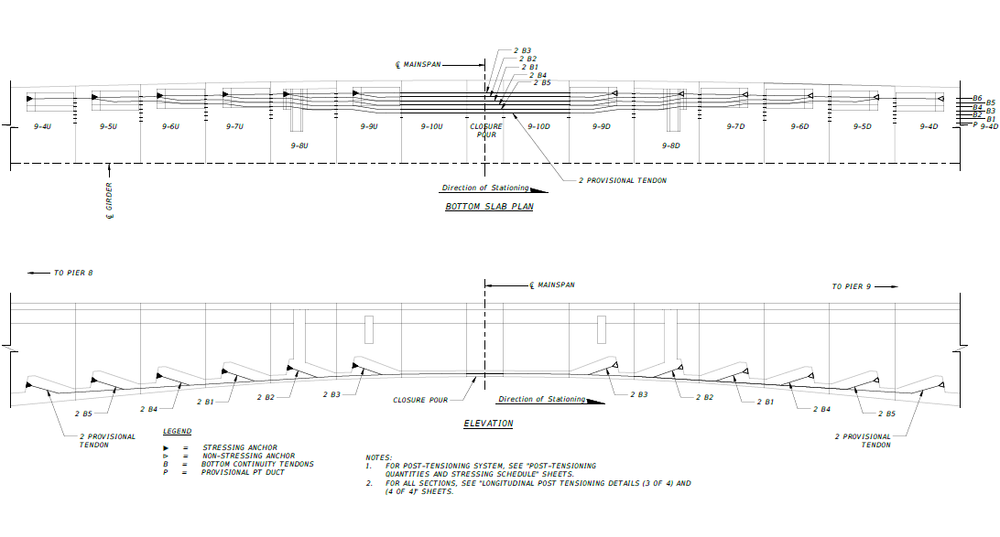 2 B3
2 B2
℄ MAINSPAN
2 B1
2 B4
2 B5
B6
B5
B4
B3
B2
B1
P 9-4D
9-4U 9-5U 9-6U 9-7U 9-9U 9-10U CLOSURE POUR 9-10D 9-9D 9-7D 9-6D 9-5D 9-4D
9-8U 9-8D
2 PROVISIONAL TENDON
Direction of Stationing
℄ GIRDER
BOTTOM SLAB PLAN
TO PIER 8
℄ MAINSPAN
TO PIER 9
2 B5
2 B4
2 B1
2 B2
2 B3
CLOSURE POUR
Direction of Stationing
2 B3
2 B2
2 B1
2 B4
2 B5
ELEVATION
2 PROVISIONAL
TENDON
2 PROVISIONAL
TENDON
LEGEND
▶ = STRESSING ANCHOR
▷ = NON-STRESSING ANCHOR
B = BOTTOM CONTINUITY TENDONS
P = PROVISIONAL PT DUCT
NOTES:
1. FOR POST-TENSIONING SYSTEM, SEE "POST-TENSIONING
QUANTITIES AND STRESSING SCHEDULE" SHEETS.
2. FOR ALL SECTIONS, SEE "LONGITUDINAL POST TENSIONING DETAILS (3 OF 4) AND
(4 OF 4)" SHEETS.